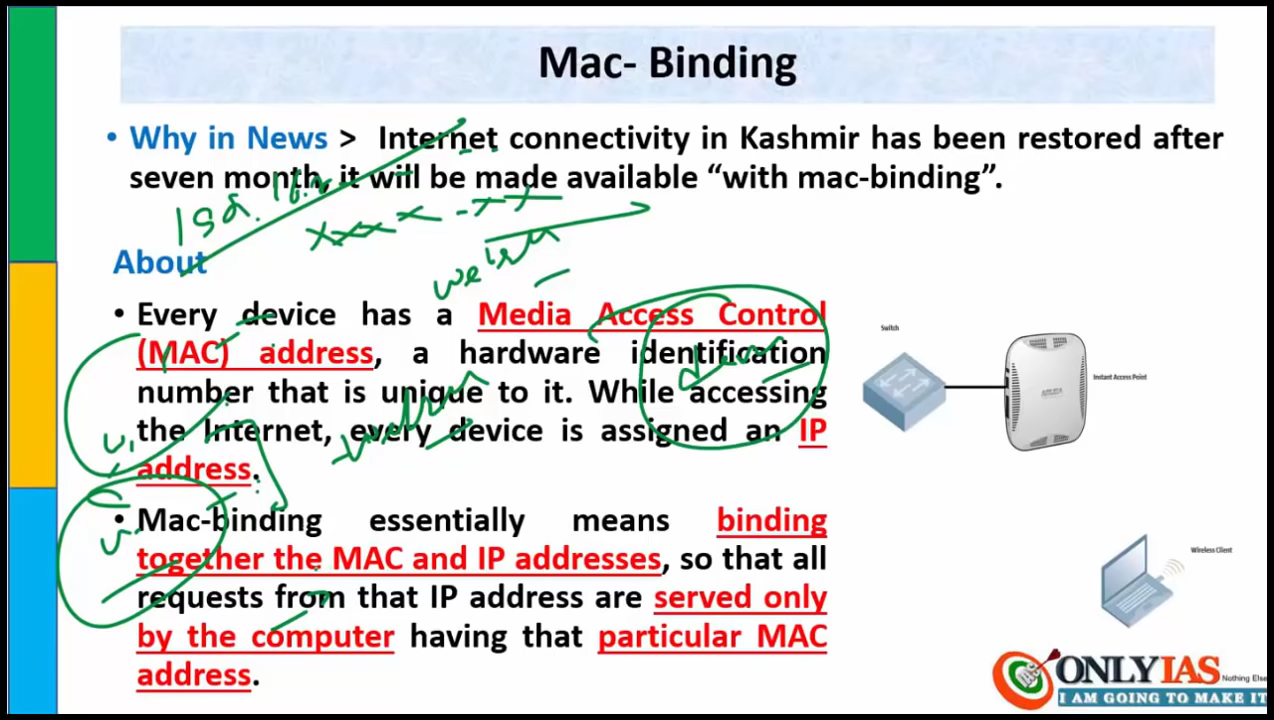 Mac- Binding
• Why in News > Internet connectivity in Kashmir has been restored after
seven month, it will be made available “with mac-binding”.
About
• Every device has a Media Access Control
(MAC) address, a hardware identification
number that is unique to it. While accessing
the Internet, every device is assigned an IP
address.
• Mac-binding essentially means binding
together the MAC and IP addresses, so that all
requests from that IP address are served only
by the computer having that particular MAC
address.
Switch
Instant Access Point
Wireless Client
ONLYIAS
Nothing Else
I AM GOING TO MAKE IT